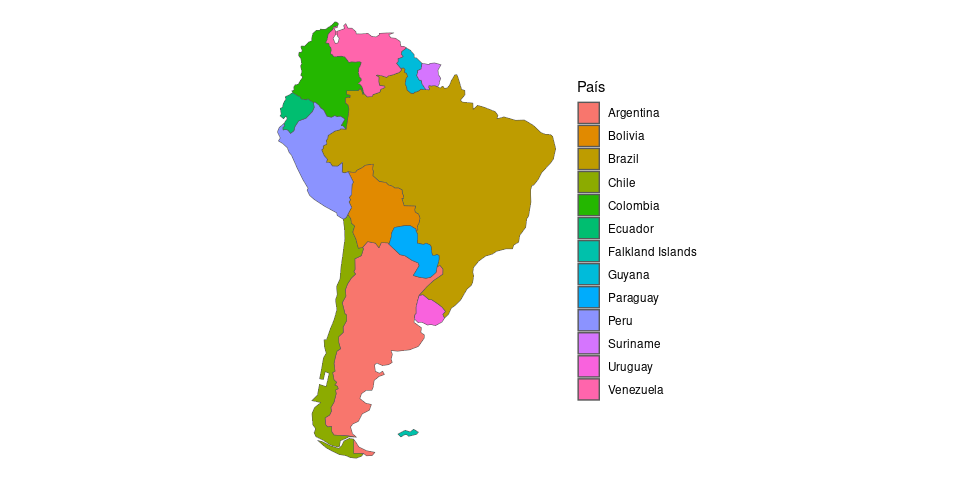 País
Argentina
Bolivia
Brazil
Chile
Colombia
Ecuador
Falkland Islands
Guyana
Paraguay
Peru
Suriname
Uruguay
Venezuela